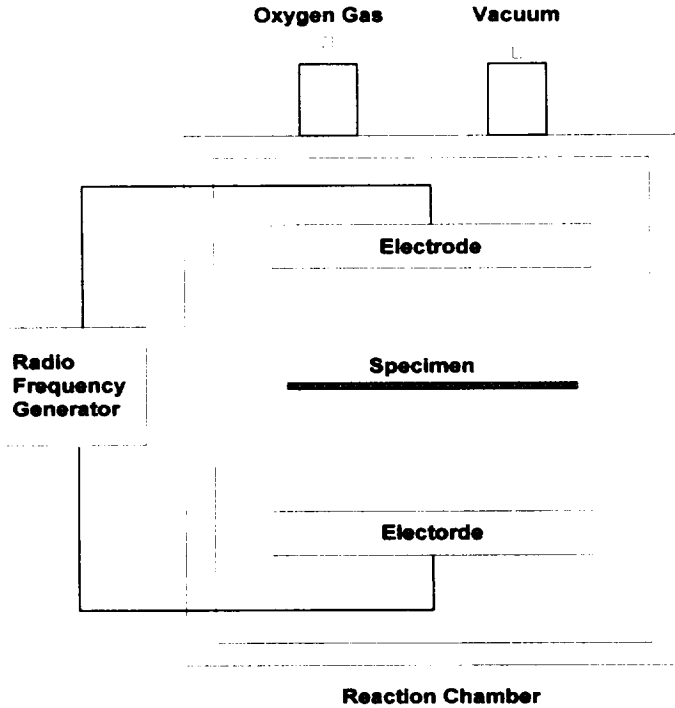 Oxygen Gas
Vacuum
Electrode
Radio
Frequency
Generator
Specimen
Electorde
Reaction Chamber